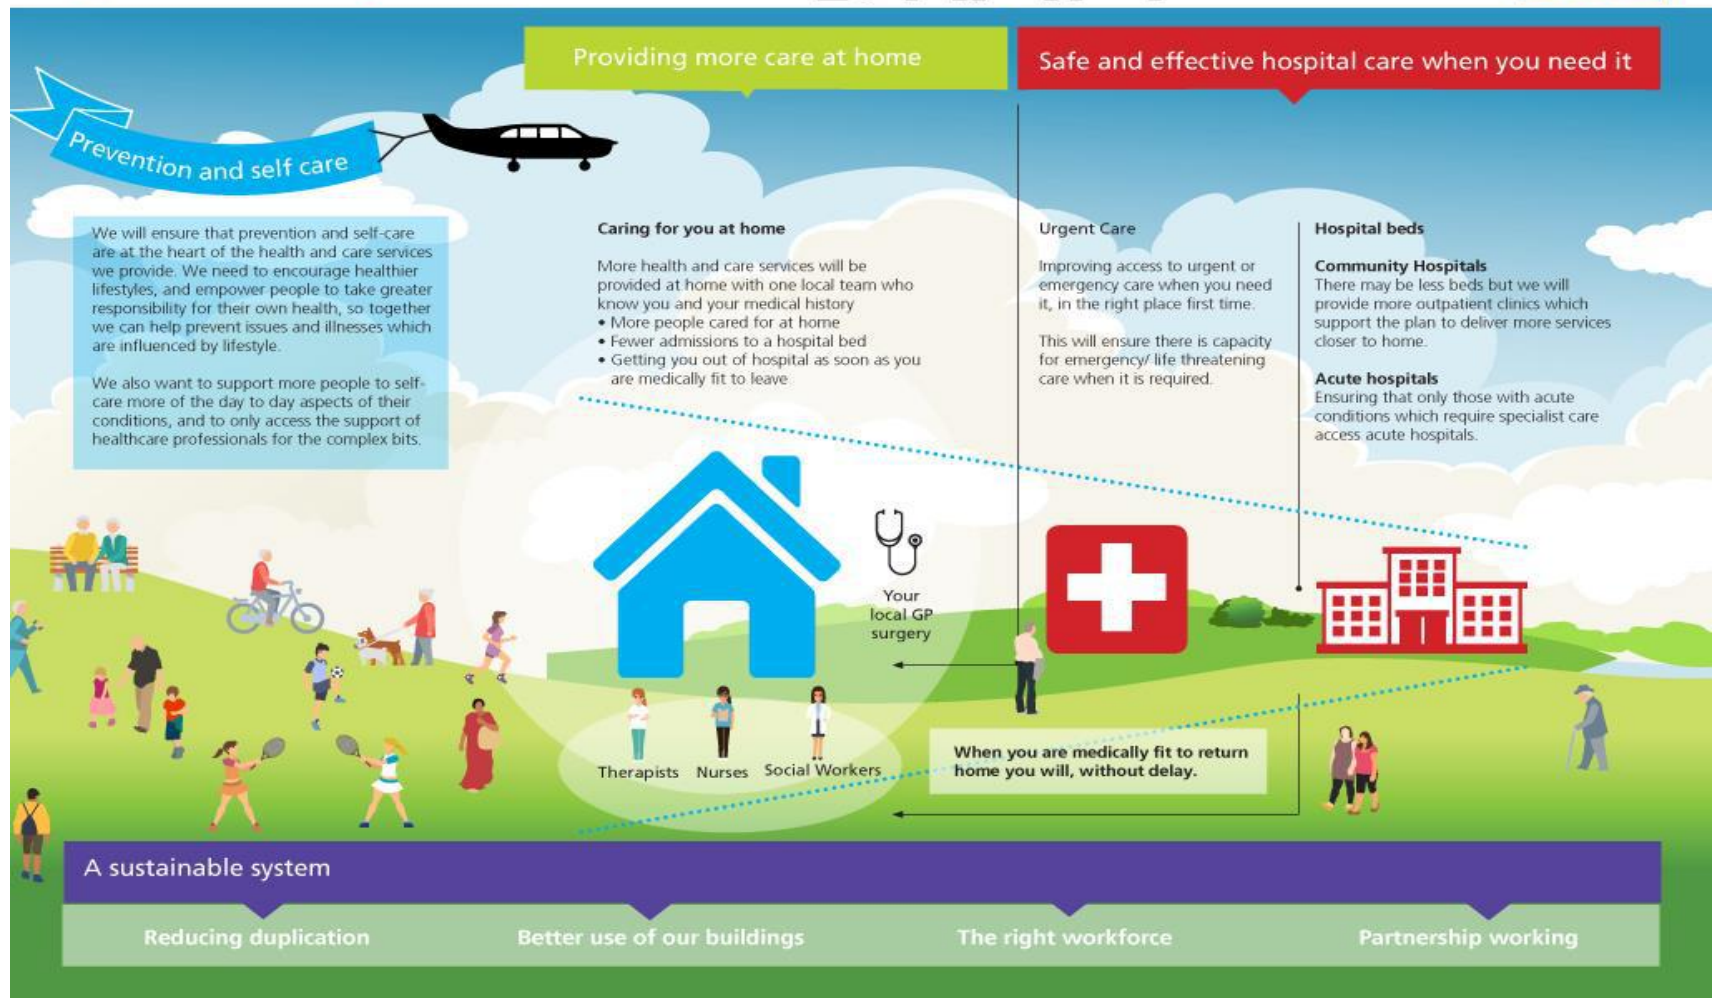 Providing more care at home
Safe and effective hospital care when you need it
Prevention and self care
We will ensure that prevention and self-care
are at the heart of the health and care services
we provide. We need to encourage healthier
lifestyles, and empower people to take greater
responsibility for their own health, so together
we can help prevent issues and illnesses which
are influenced by lifestyle.
We also want to support more people to self-
care more of the day to day aspects of their
conditions, and to only access the support of
healthcare professionals for the complex bits.
Caring for you at home
More health and care services will be
provided at home with one local team who
know you and your medical history
• More people cared for at home
• Fewer admissions to a hospital bed
• Getting you out of hospital as soon as you
are medically fit to leave
Urgent Care
Improving access to urgent or
emergency care when you need
it, in the right place first time.
This will ensure there is capacity
for emergency/ life threatening
care when it is required.
Hospital beds
Community Hospitals
There may be less beds but we will
provide more outpatient clinics which
support the plan to deliver more services
closer to home.
Acute hospitals
Ensuring that only those with acute
conditions which require specialist care
access acute hospitals.
Your
local GP
surgery
Therapists
Nurses
Social Workers
When you are medically fit to return
home you will, without delay.
A sustainable system
Reducing duplication
Better use of our buildings
The right workforce
Partnership working